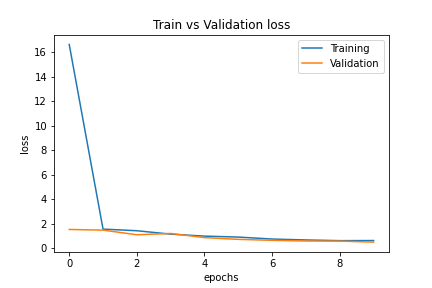 Train vs Validation loss
Training
Validation
16
14
12
10
8
6
4
2
0
loss
0 2 4 6 8
epochs